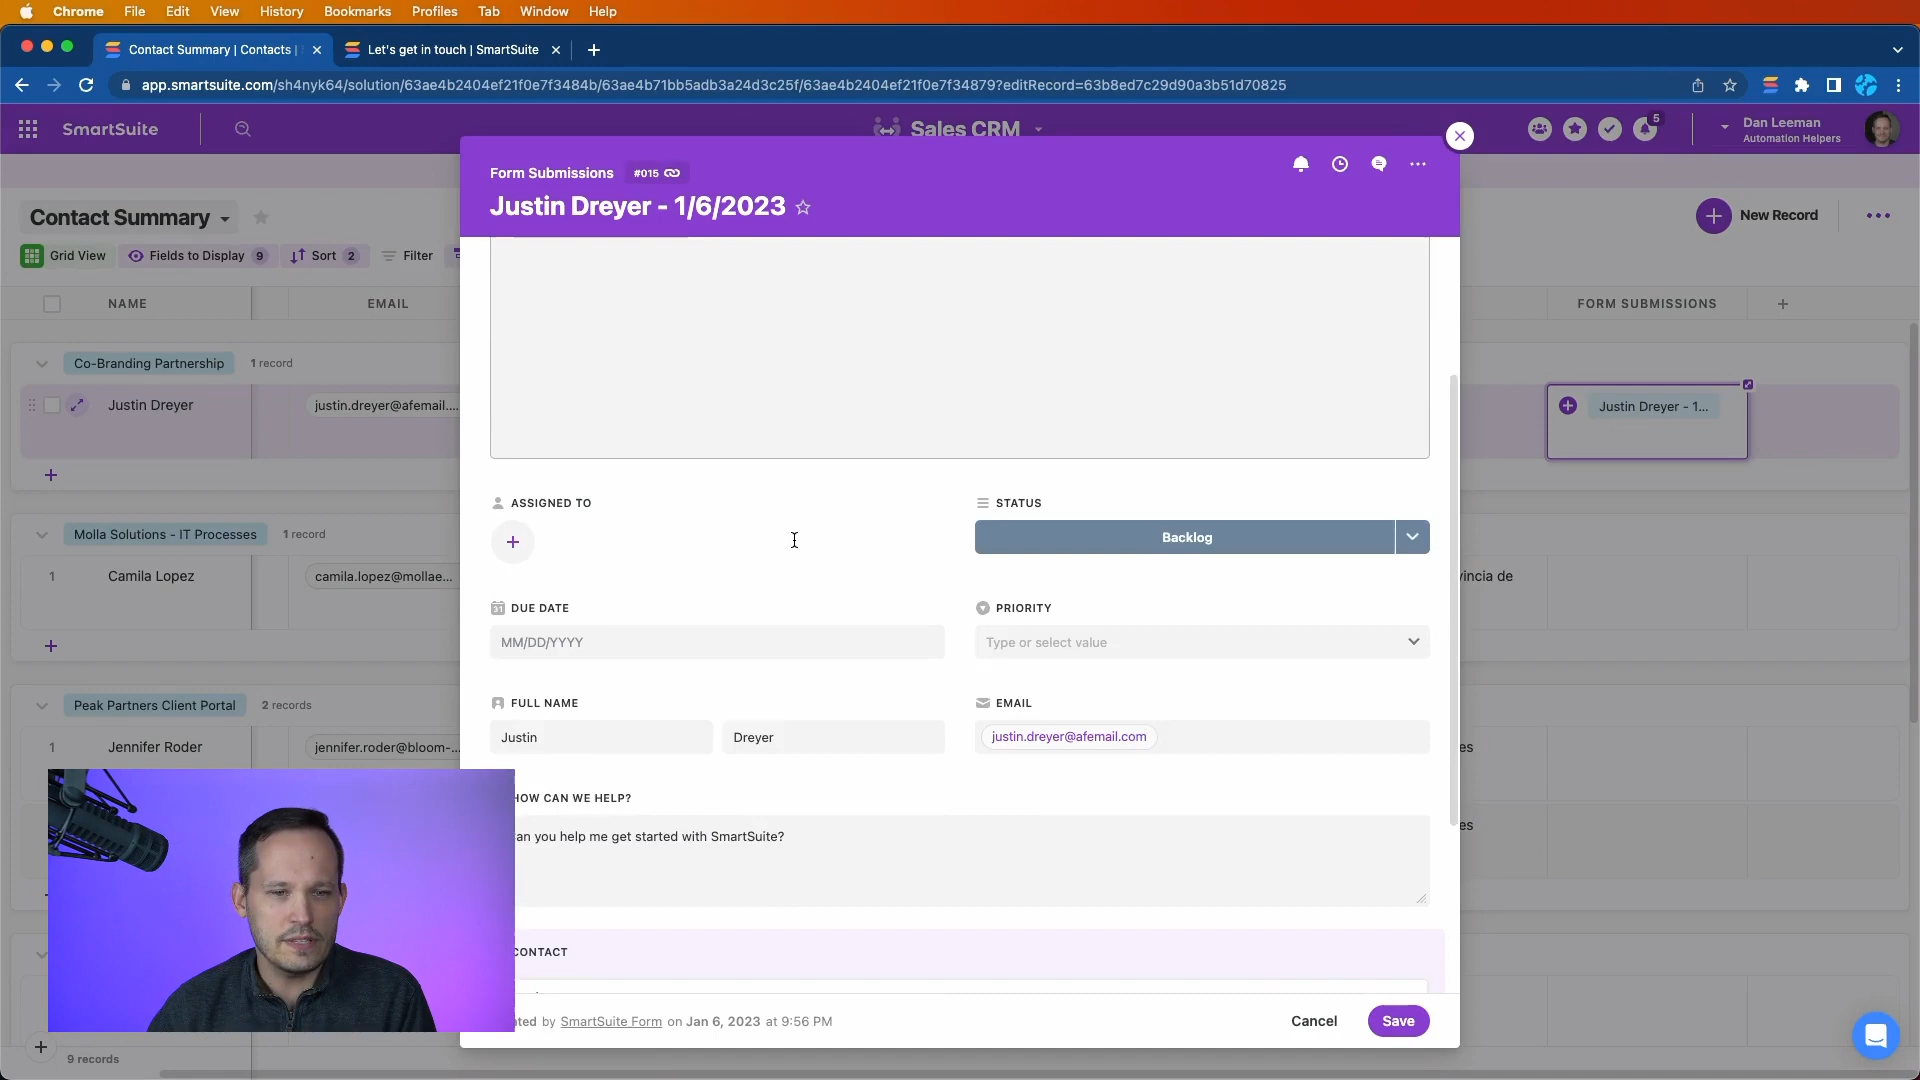 Chrome File Edit View History Bookmarks Profiles Tab Window Help
Contact Summary | Contacts |
Let's get in touch | SmartSuite
app.smartsuite.com/sh4nyk64/solution/63ae4b2404ef21f0e7f3484b/63ae4b71bb5adb3a24d3c25f/63ae4b2404ef21f0e7f34879?editRecord=63b8ed7c29d90a3b51d70825
SmartSuite
Sales CRM
5
Dan Leeman
Automation Helpers
Form Submissions #015
Justin Dreyer - 1/6/2023
Contact Summary
New Record
Grid View Fields to Display 9 Sort 2 Filter
NAME EMAIL FORM SUBMISSIONS
Co-Branding Partnership 1 record
Justin Dreyer justin.dreyer@afemail....
Justin Dreyer - 1...
ASSIGNED TO
STATUS
Backlog
Molla Solutions - IT Processes 1 record
1 Camila Lopez camila.lopez@mollae...
vincia de
DUE DATE
MM/DD/YYYY
PRIORITY
Type or select value
Peak Partners Client Portal 2 records
1 Jennifer Roder jennifer.roder@bloom-...
es
es
FULL NAME
Justin Dreyer
EMAIL
justin.dreyer@afemail.com
HOW CAN WE HELP?
an you help me get started with SmartSuite?
CONTACT
ted by SmartSuite Form on Jan 6, 2023 at 9:56 PM
Cancel Save
9 records